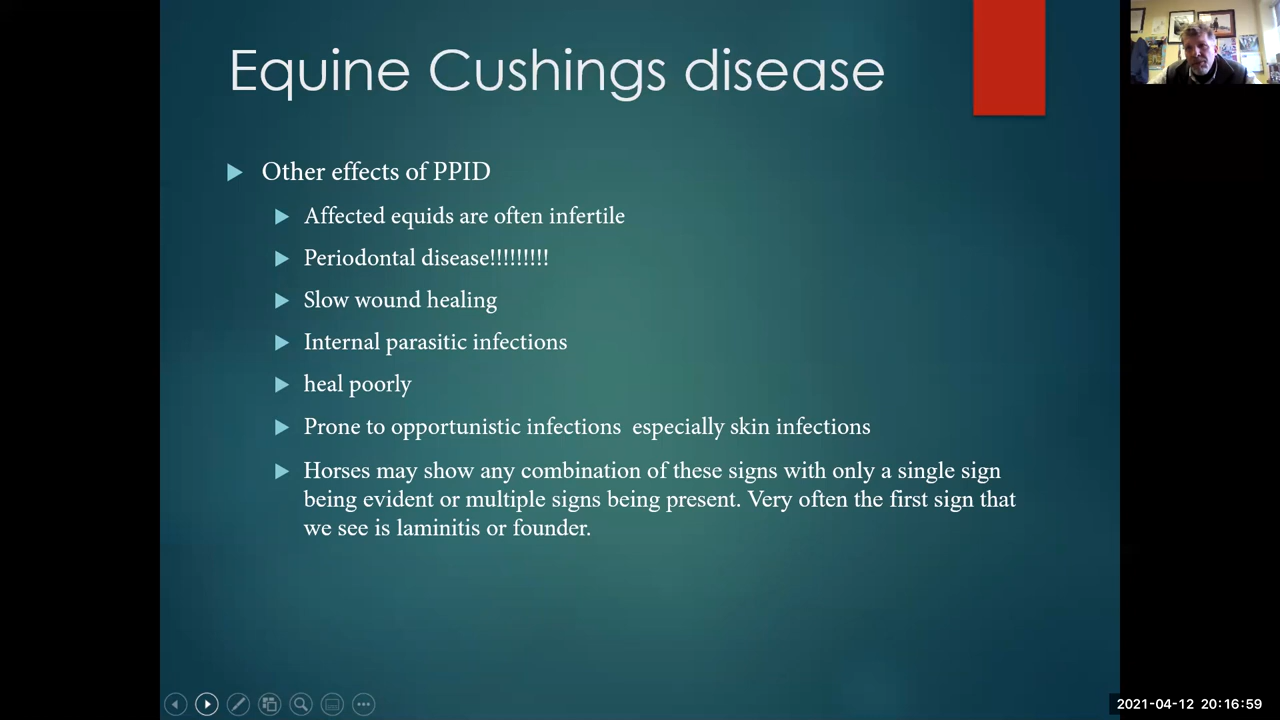 Equine Cushings disease
Other effects of PPID
Affected equids are often infertile
Periodontal disease!!!!!!!!!
Slow wound healing
Internal parasitic infections
heal poorly
Prone to opportunistic infections  especially skin infections
Horses may show any combination of these signs with only a single sign
being evident or multiple signs being present. Very often the first sign that
we see is laminitis or founder.
2021-04-12 20:16:59